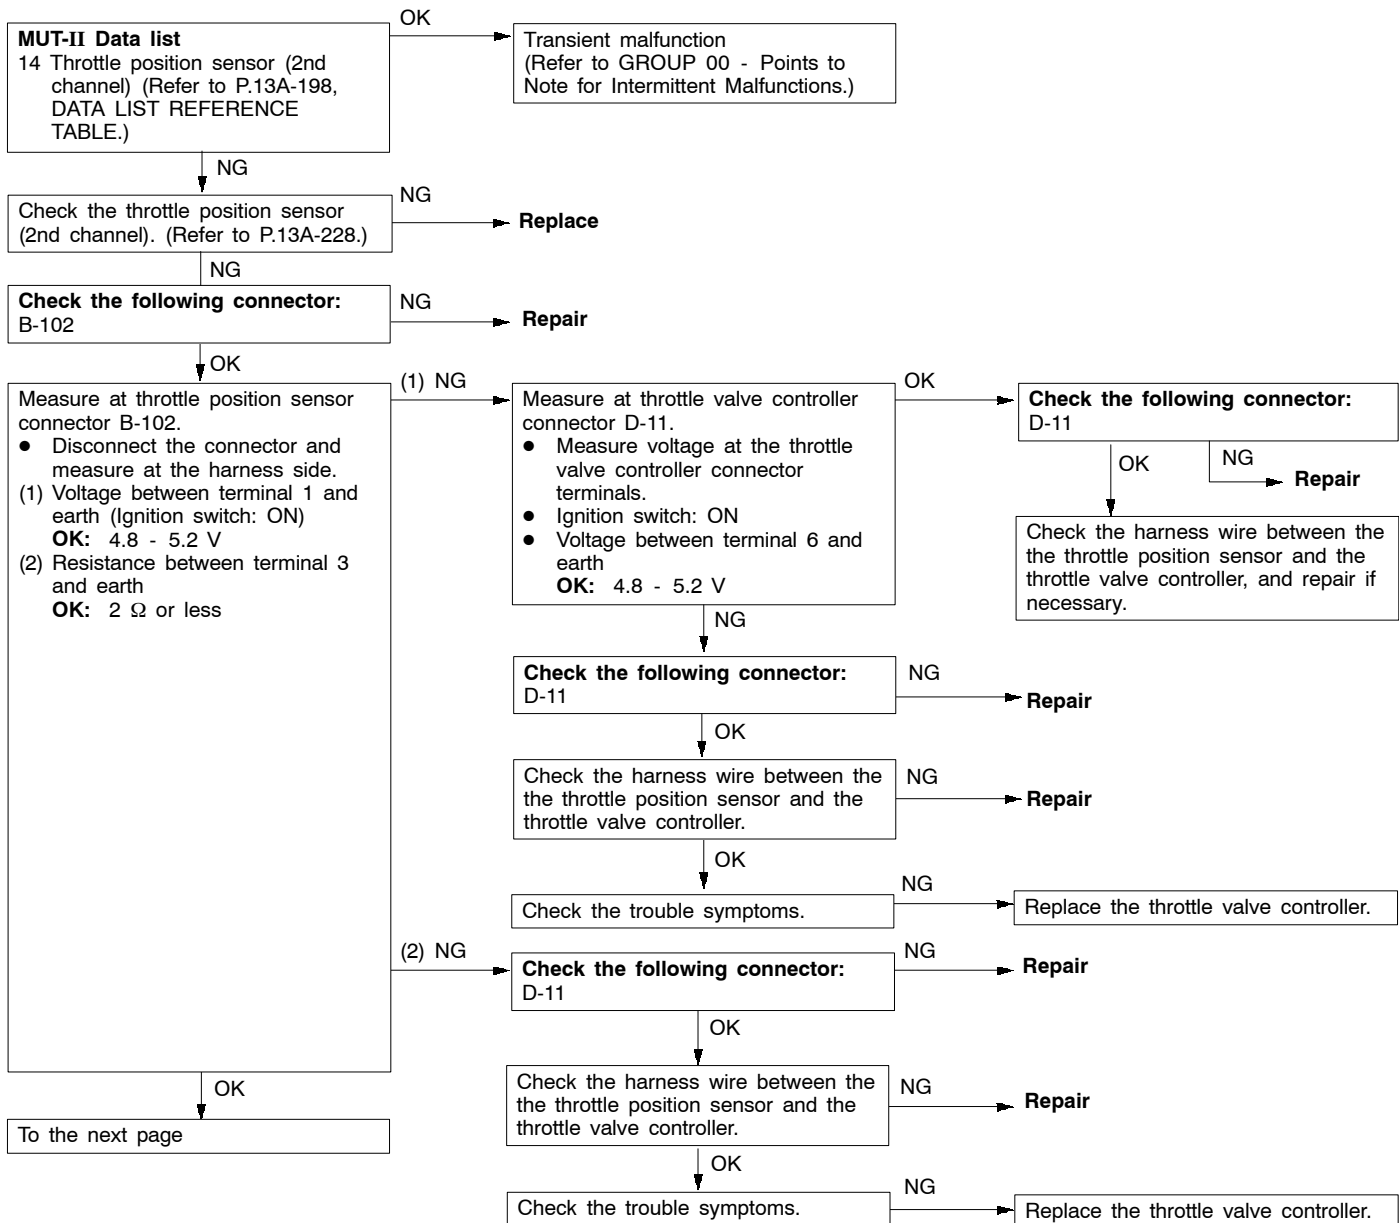 OK
MUT-II Data list
14 Throttle position sensor (2nd
channel) (Refer to P.13A-198,
DATA LIST REFERENCE
TABLE.)
Transient malfunction
(Refer to GROUP 00 - Points to
Note for Intermittent Malfunctions.)
NG
Check the throttle position sensor
(2nd channel). (Refer to P.13A-228.)
NG
Replace
NG
Check the following connector:
B-102
NG
Repair
OK
Measure at throttle position sensor
connector B-102.
● Disconnect the connector and
measure at the harness side.
(1) Voltage between terminal 1 and
earth (Ignition switch: ON)
OK: 4.8 - 5.2 V
(2) Resistance between terminal 3
and earth
OK: 2 Ω or less
(1) NG
Measure at throttle valve controller
connector D-11.
● Measure voltage at the throttle
valve controller connector
terminals.
● Ignition switch: ON
● Voltage between terminal 6 and
earth
OK: 4.8 - 5.2 V
OK
Check the following connector:
D-11
OK
NG
Repair
Check the harness wire between the
the throttle position sensor and the
throttle valve controller, and repair if
necessary.
NG
Check the following connector:
D-11
NG
Repair
OK
Check the harness wire between the
the throttle position sensor and the
throttle valve controller.
NG
Repair
OK
Check the trouble symptoms.
NG
Replace the throttle valve controller.
(2) NG
Check the following connector:
D-11
NG
Repair
OK
Check the harness wire between the
the throttle position sensor and the
throttle valve controller.
NG
Repair
OK
Check the trouble symptoms.
NG
Replace the throttle valve controller.
OK
To the next page